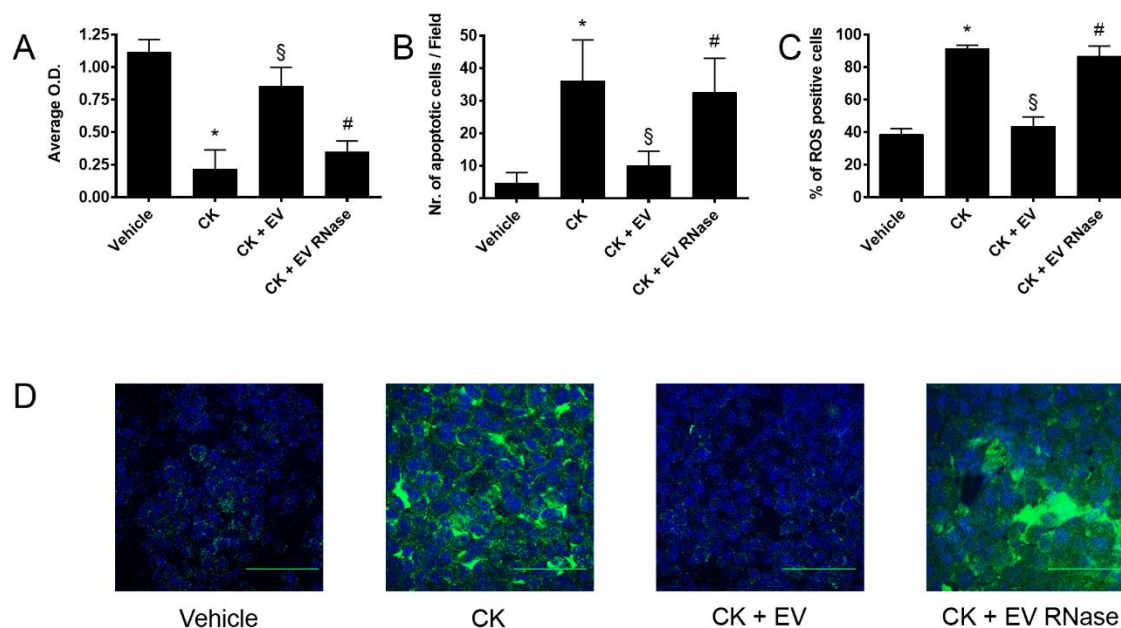 A
Average O.D.
1.25
1.00
0.75
0.50
0.25
0.00
*
§
#
Vehicle
CK
CK + EV
CK + EV RNase
B
Nr. of apoptotic cells / Field
50
40
30
20
10
0
*
§
#
Vehicle
CK
CK + EV
CK + EV RNase
C
% of ROS positive cells
100
80
60
40
20
0
*
§
#
Vehicle
CK
CK + EV
CK + EV RNase
D
Vehicle
CK
CK + EV
CK + EV RNase